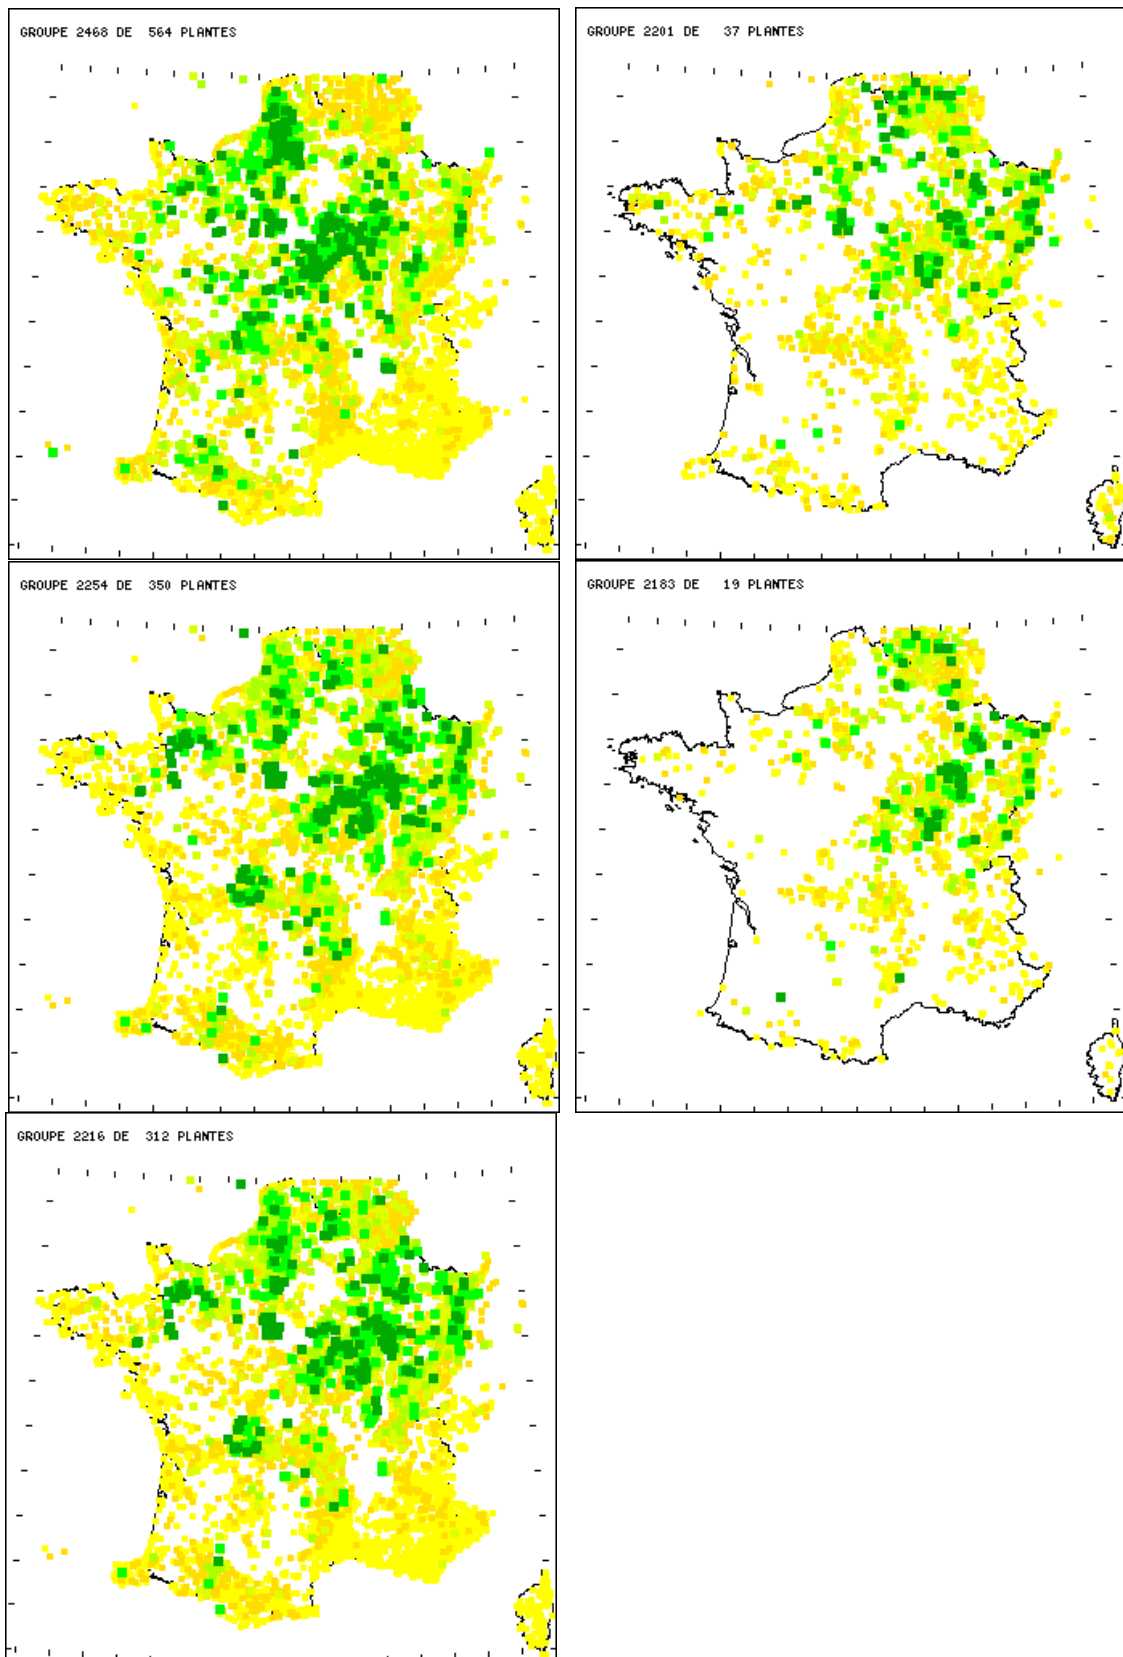 GROUPE 2468 DE 564 PLANTES
GROUPE 2201 DE 37 PLANTES
GROUPE 2254 DE 350 PLANTES
GROUPE 2183 DE 19 PLANTES
GROUPE 2216 DE 312 PLANTES